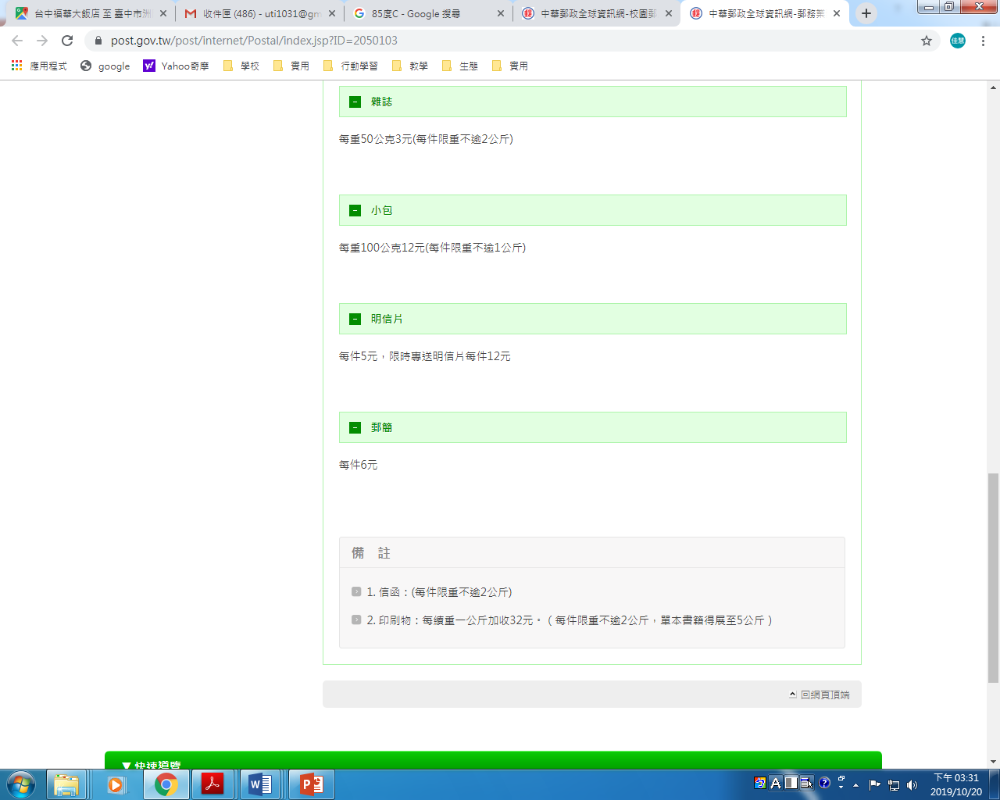 台中福華大飯店 至 臺中市洲
收件匣 (486) - uti1031@gm
85度C - Google 搜尋
中華郵政全球資訊網-校園郵
中華郵政全球資訊網-郵務業
post.gov.tw/post/internet/Postal/index.jsp?ID=2050103
佳慧
應用程式
google
Yahoo奇摩
學校
實用
行動學習
教學
生態
實用
雜誌
每重50公克3元(每件限重不逾2公斤)
小包
每重100公克12元(每件限重不逾1公斤)
明信片
每件5元，限時專送明信片每件12元
郵簡
每件6元
備 註
1. 信函：(每件限重不逾2公斤)
2. 印刷物：每續重一公斤加收32元。（每件限重不逾2公斤，單本書籍得展至5公斤）
回網頁頂端
▼快速導覽
下午 03:31
2019/10/20